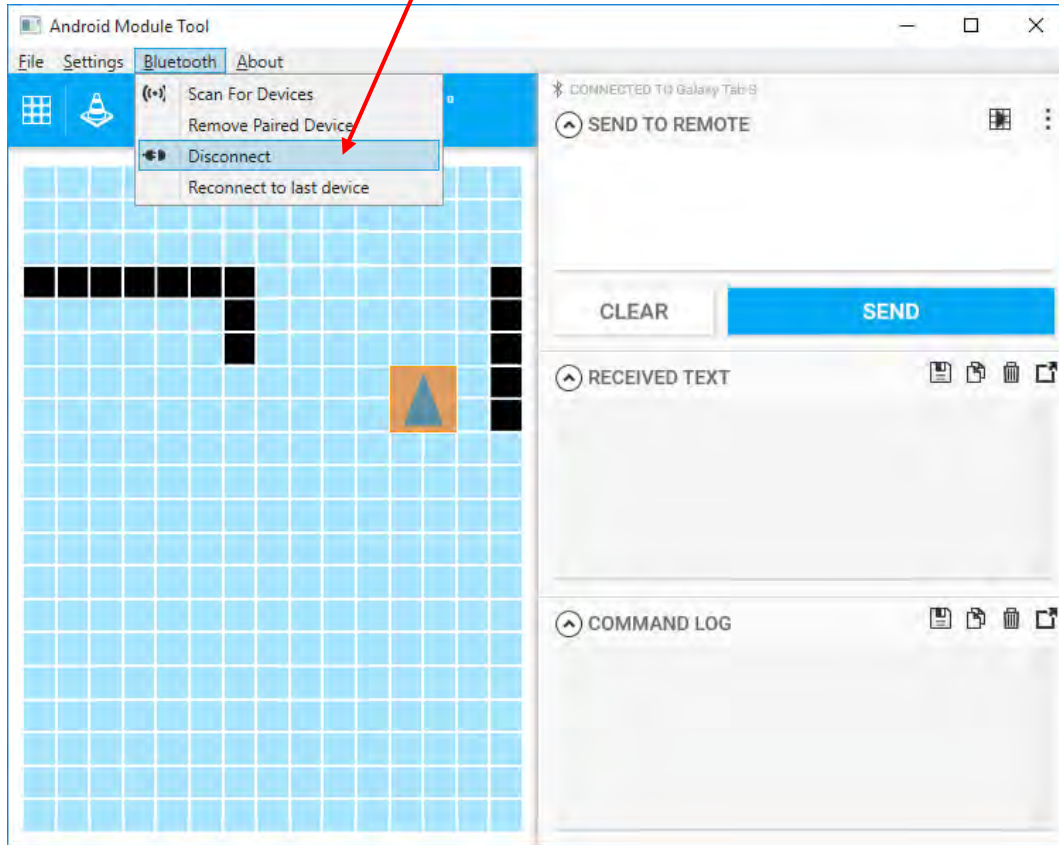 Android Module Tool
File Settings Bluetooth About
Scan For Devices
Remove Paired Device
Disconnect
Reconnect to last device
CONNECTED TO Galaxy Tab S
SEND TO REMOTE
CLEAR SEND
RECEIVED TEXT
COMMAND LOG